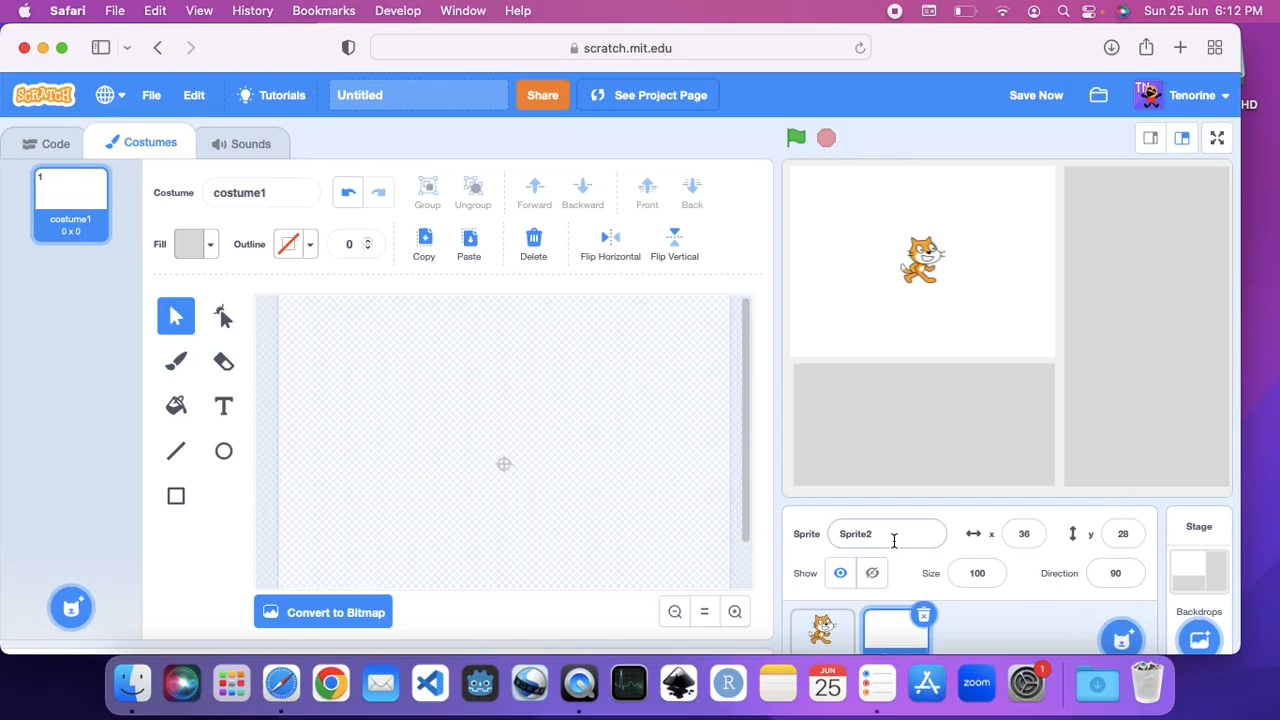 Safari File Edit View History Bookmarks Develop Window Help Sun 25 Jun 6:12 PM
scratch.mit.edu
HD
SCRATCH File Edit Tutorials Untitled Share See Project Page Save Now TN Tenorine
Code Costumes Sounds
1
costume1
0 x 0
Costume costume1 Group Ungroup Forward Backward Front Back
Fill Outline 0 Copy Paste Delete Flip Horizontal Flip Vertical
T
Convert to Bitmap
Sprite Sprite2 x 36 y 28
Show Size 100 Direction 90
Stage
Backdrops
1
JUN
25
R
zoom